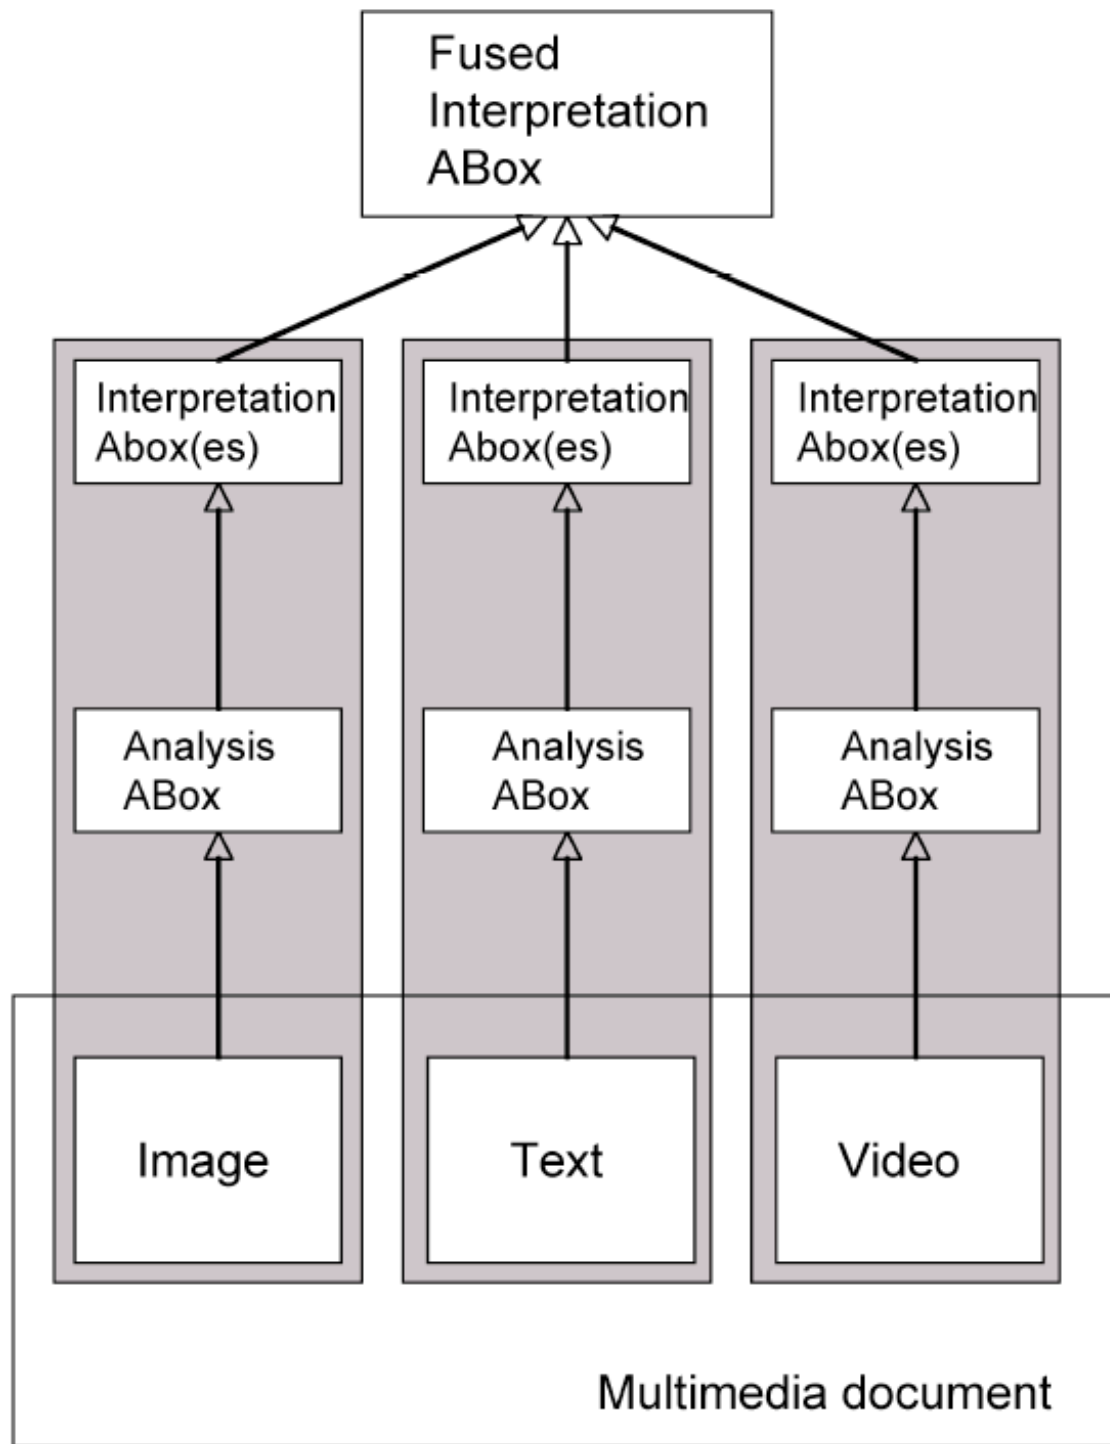 Fused
Interpretation
ABox
Interpretation
Abox(es)
Interpretation
Abox(es)
Interpretation
Abox(es)
Analysis
ABox
Analysis
ABox
Analysis
ABox
Image
Text
Video
Multimedia document